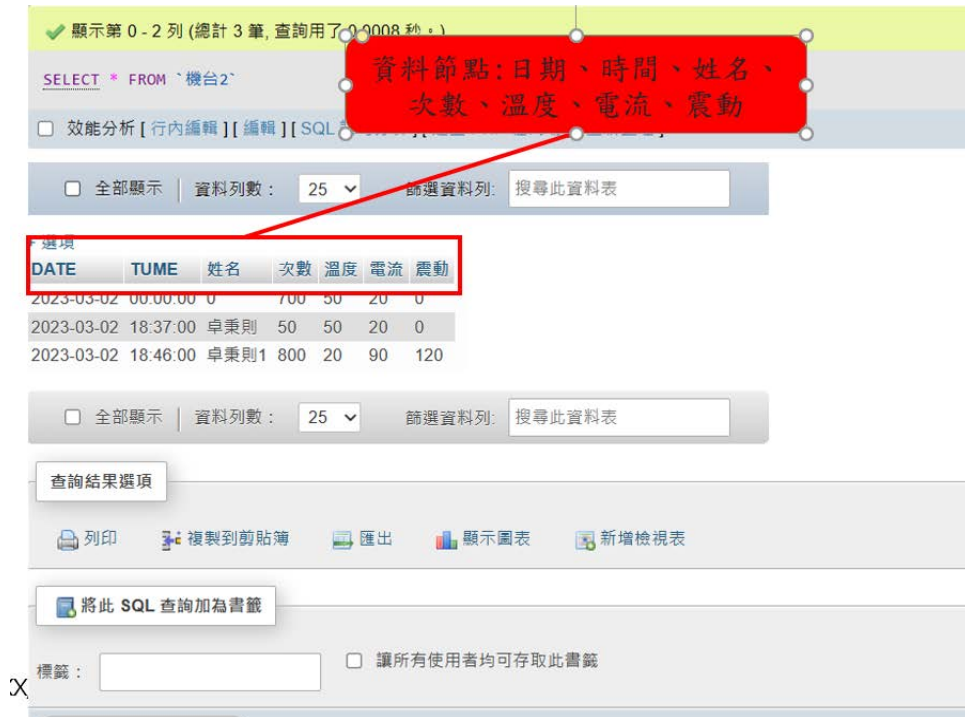 顯示第 0 - 2 列 (總計 3 筆, 查詢用了 0.0008 秒。)
資料節點:日期、時間、姓名、
次數、溫度、電流、震動
SELECT * FROM `機台2`
效能分析 [ 行內編輯 ] [ 編輯 ] [ SQL
全部顯示 資料列數： 25 篩選資料列: 搜尋此資料表
+ 選項
DATE TUME 姓名 次數 溫度 電流 震動
2023-03-02 00:00:00 0 700 50 20 0
2023-03-02 18:37:00 卓秉則 50 50 20 0
2023-03-02 18:46:00 卓秉則1 800 20 90 120
全部顯示 資料列數： 25 篩選資料列: 搜尋此資料表
查詢結果選項
列印 複製到剪貼簿 匯出 顯示圖表 新增檢視表
將此 SQL 查詢加為書籤
標籤： 讓所有使用者均可存取此書籤